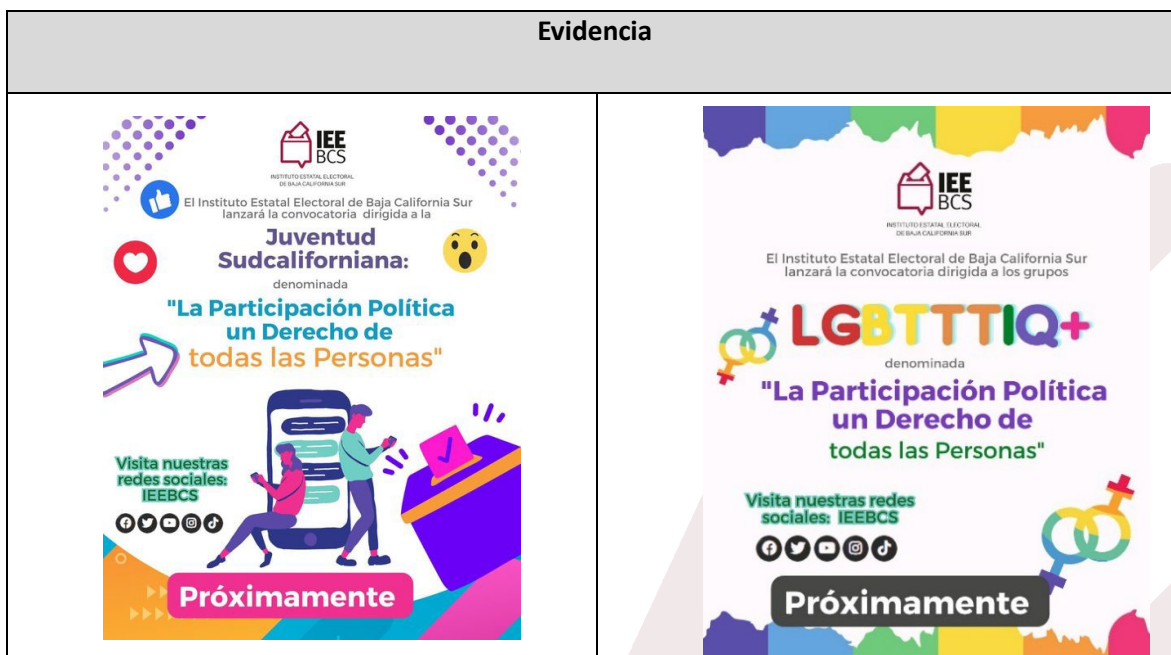 Evidencia
IEE
BCS
INSTITUTO ESTATAL ELECTORAL
DE BAJA CALIFORNIA SUR
El Instituto Estatal Electoral de Baja California Sur
lanzará la convocatoria dirigida a la
Juventud
Sudcaliforniana:
denominada
"La Participación Política
un Derecho de
todas las Personas"
Visita nuestras
redes sociales:
IEEBCS
Próximamente
IEE
BCS
INSTITUTO ESTATAL ELECTORAL
DE BAJA CALIFORNIA SUR
El Instituto Estatal Electoral de Baja California Sur
lanzará la convocatoria dirigida a los grupos
LGBTTTIQ+
denominada
"La Participación Política
un Derecho de
todas las Personas"
Visita nuestras redes
sociales: IEEBCS
Próximamente